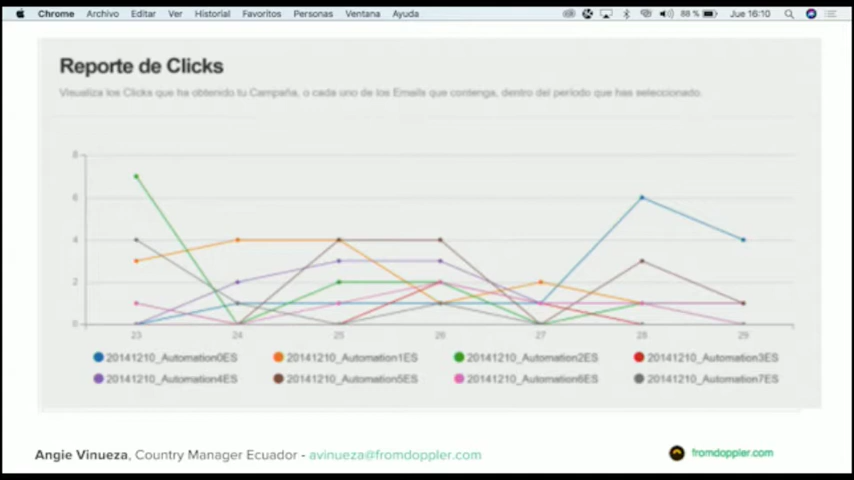 Chrome Archivo Editar Ver Historial Favoritos Personas Ventana Ayuda 88 % Jue 16:10
Reporte de Clicks
Visualiza los Clicks que ha obtenido tu Campaña, o cada uno de los Emails que contenga, dentro del período que has seleccionado.
8
6
4
2
0
23 24 25 26 27 28 29
20141210_Automation0ES 20141210_Automation1ES 20141210_Automation2ES 20141210_Automation3ES
20141210_Automation4ES 20141210_Automation5ES 20141210_Automation6ES 20141210_Automation7ES
Angie Vinueza, Country Manager Ecuador - avinueza@fromdoppler.com
fromdoppler.com